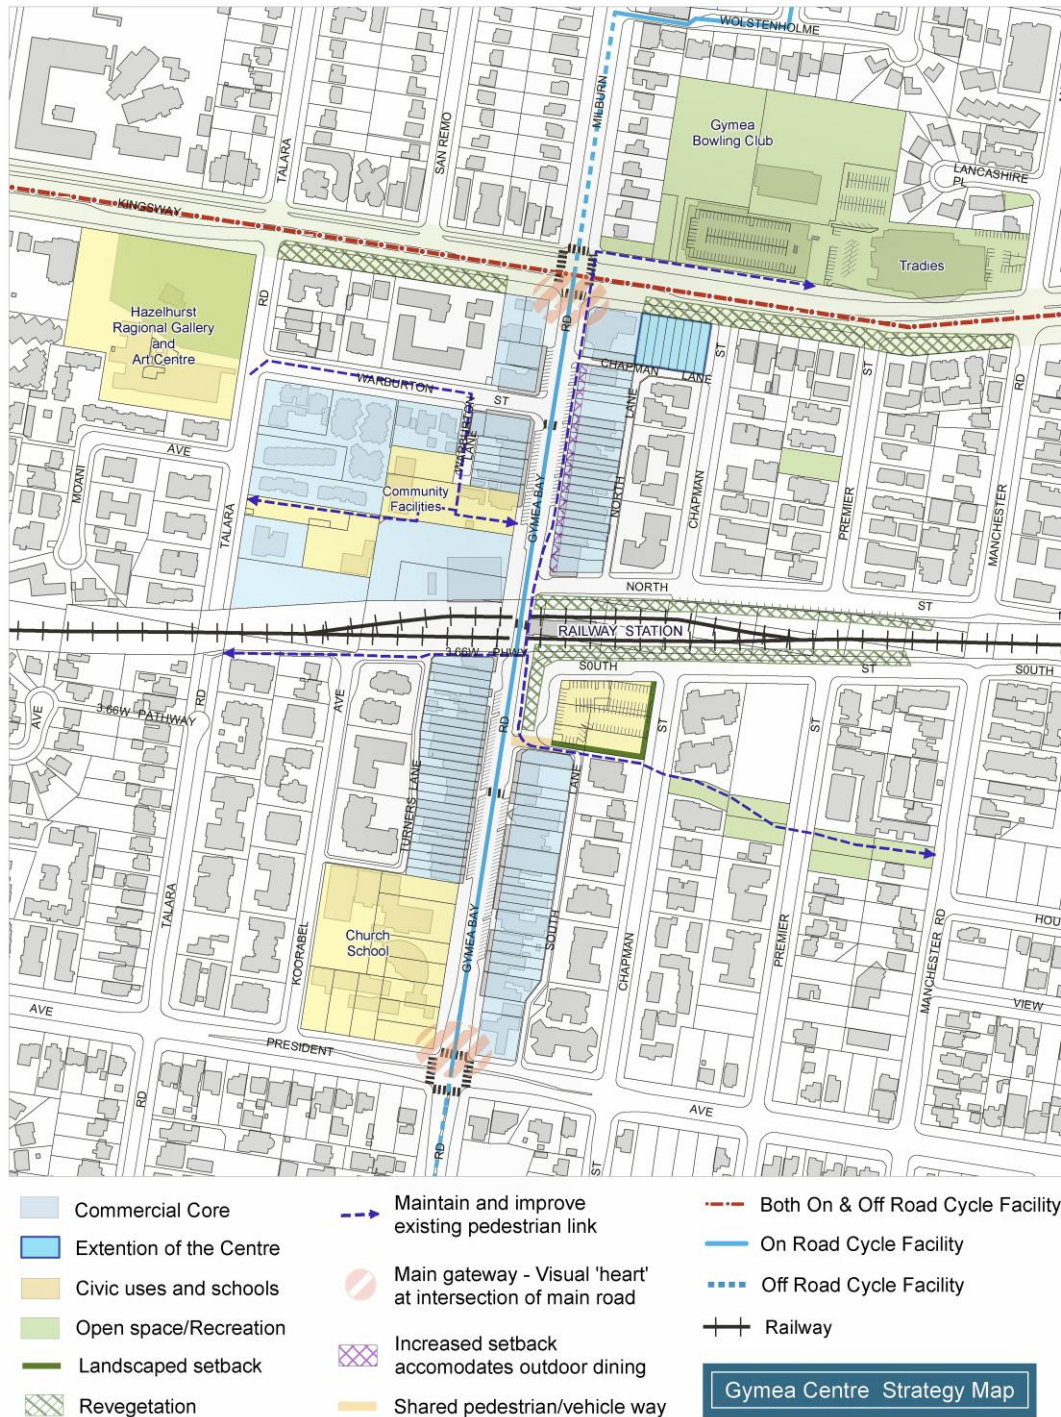 WOLSTENHOLME
MILBURN
Gymea
Bowling Club
SAN REMO
TALARA
LANCASHIRE
PL
KINGSWAY
Tradies
RD
Hazelhurst
Ragional Gallery
and
Art Centre
RD
ST
RD
CHAPMAN
LANE
ST
WARBURTON
ST
LANE
WARBURTON
LANE
AVE
MOANI
Community
Facilities
GYMEA BAY
NORTH
CHAPMAN
PREMIER
MANCHESTER
TALARA
NORTH
ST
RAILWAY STATION
3.66W PHWY
SOUTH
ST
SOUTH
AVE
3.66W PATHWAY
RD
AVE
RD
ST
ST
TURNERS LANE
LANE
TALARA
KOORABEL
Church
School
GYMEA BAY
SOUTH
CHAPMAN
PREMIER
MANCHESTER RD
HOU
VIEW
AVE
PRESIDENT
AVE
RD
RD
ST
Commercial Core
Extention of the Centre
Civic uses and schools
Open space/Recreation
Landscaped setback
Revegetation
Maintain and improve
existing pedestrian link
Main gateway - Visual 'heart'
at intersection of main road
Increased setback
accomodates outdoor dining
Shared pedestrian/vehicle way
Both On & Off Road Cycle Facility
On Road Cycle Facility
Off Road Cycle Facility
Railway
Gymea Centre Strategy Map